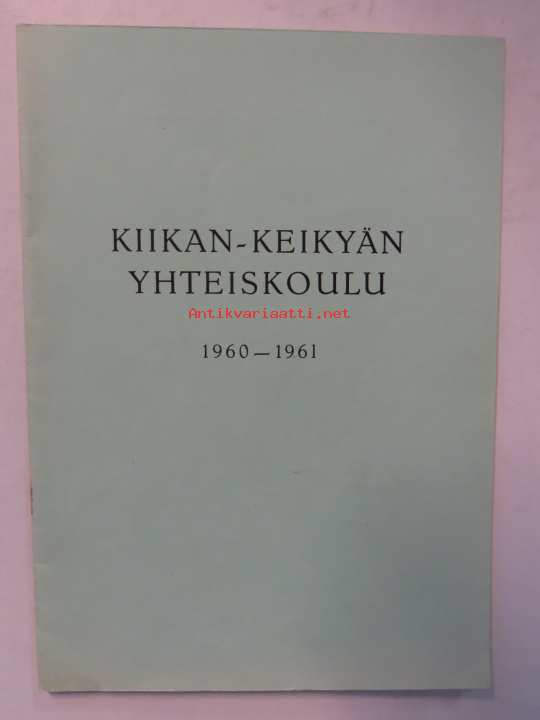 KIIKAN-KEIKYÄN
YHTEISKOULU
Antikvariaatti.net
1960—1961